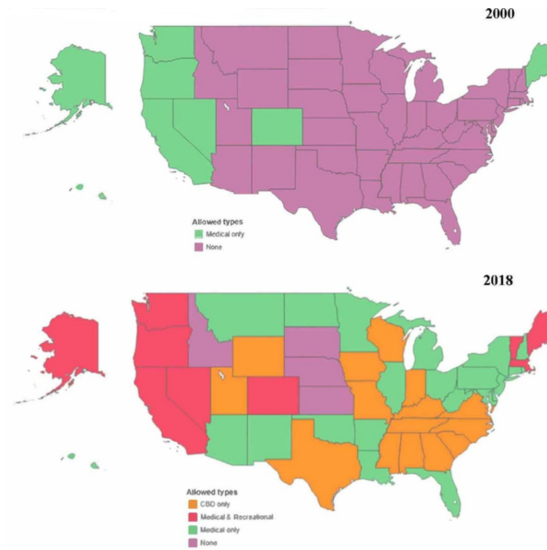 2000
Allowed types
Medical only
None
2018
Allowed types
CBD only
Medical & Recreational
Medical only
None